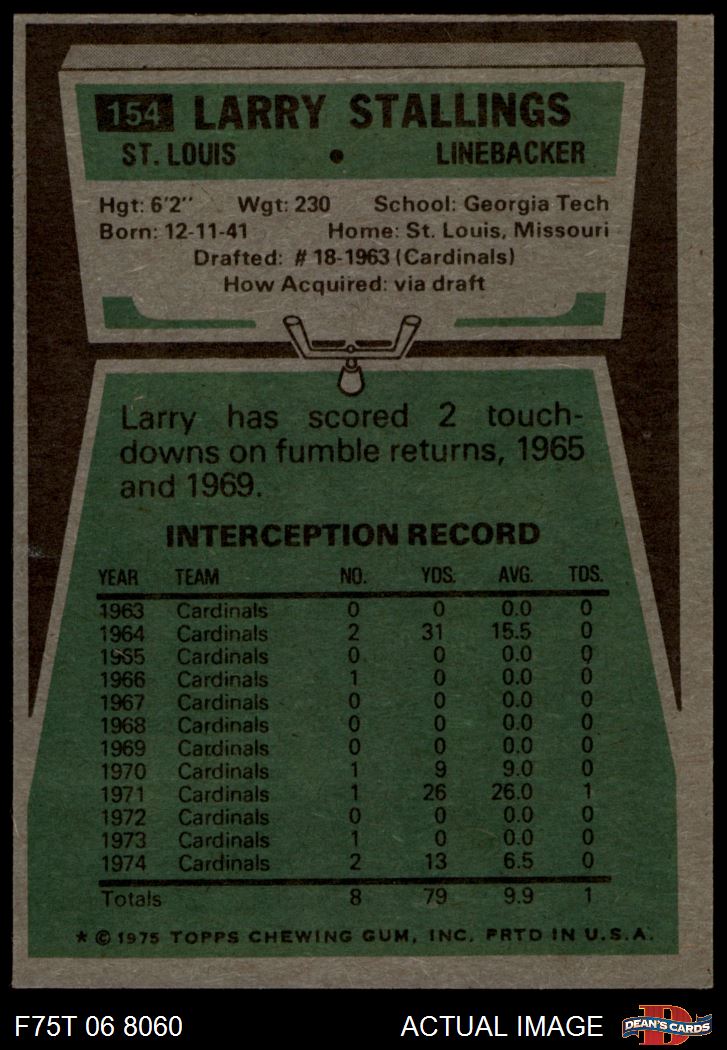 154 LARRY STALLINGS
ST. LOUIS • LINEBACKER
Hgt: 6'2" Wgt: 230 School: Georgia Tech
Born: 12-11-41 Home: St. Louis, Missouri
Drafted: #18-1963 (Cardinals)
How Acquired: via draft
Larry has scored 2 touch-
downs on fumble returns, 1965
and 1969.
INTERCEPTION RECORD
YEAR TEAM NO. YDS. AVG. TDS.
1963 Cardinals 0 0 0.0 0
1964 Cardinals 2 31 15.5 0
1965 Cardinals 0 0 0.0 0
1966 Cardinals 1 0 0.0 0
1967 Cardinals 0 0 0.0 0
1968 Cardinals 0 0 0.0 0
1969 Cardinals 0 0 0.0 0
1970 Cardinals 1 9 9.0 0
1971 Cardinals 1 26 26.0 1
1972 Cardinals 0 0 0.0 0
1973 Cardinals 1 0 0.0 0
1974 Cardinals 2 13 6.5 0
Totals 8 79 9.9 1
* © 1975 TOPPS CHEWING GUM, INC. PRTD IN U.S.A.
F75T 06 8060 ACTUAL IMAGE D DEAN'S CARDS